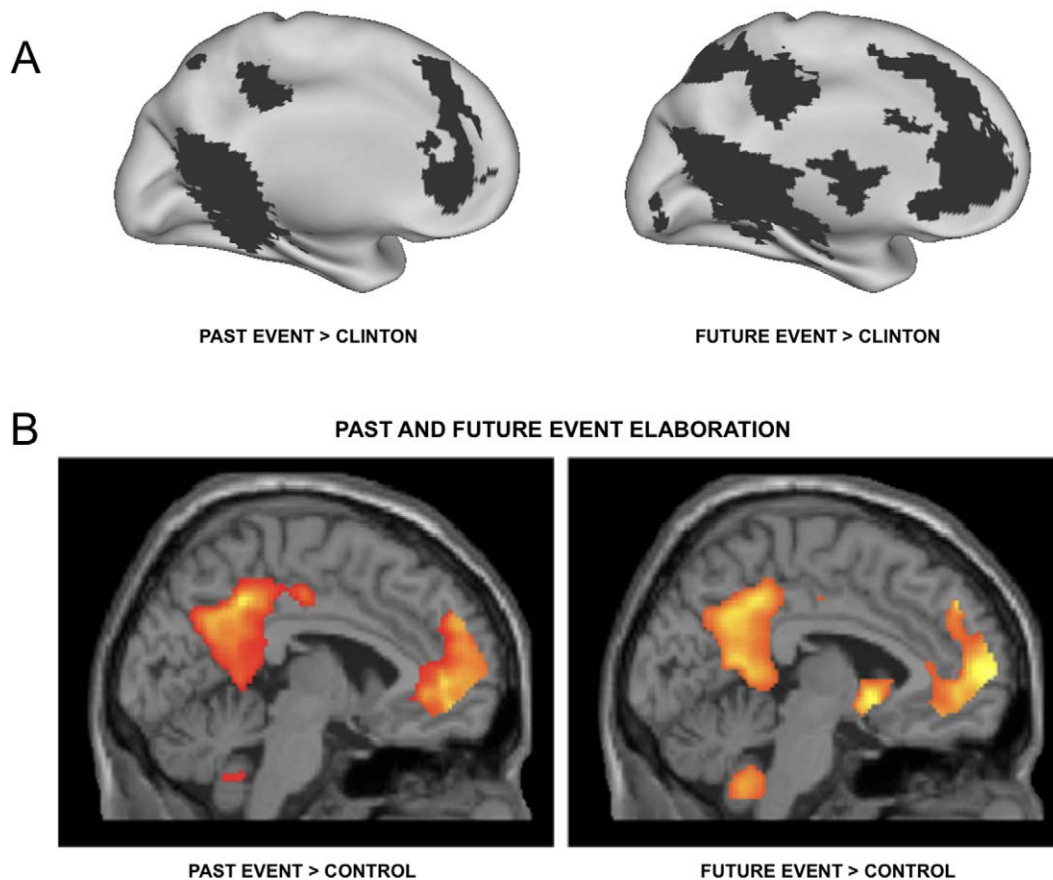 A
PAST EVENT > CLINTON
FUTURE EVENT > CLINTON
B
PAST AND FUTURE EVENT ELABORATION
PAST EVENT > CONTROL
FUTURE EVENT > CONTROL